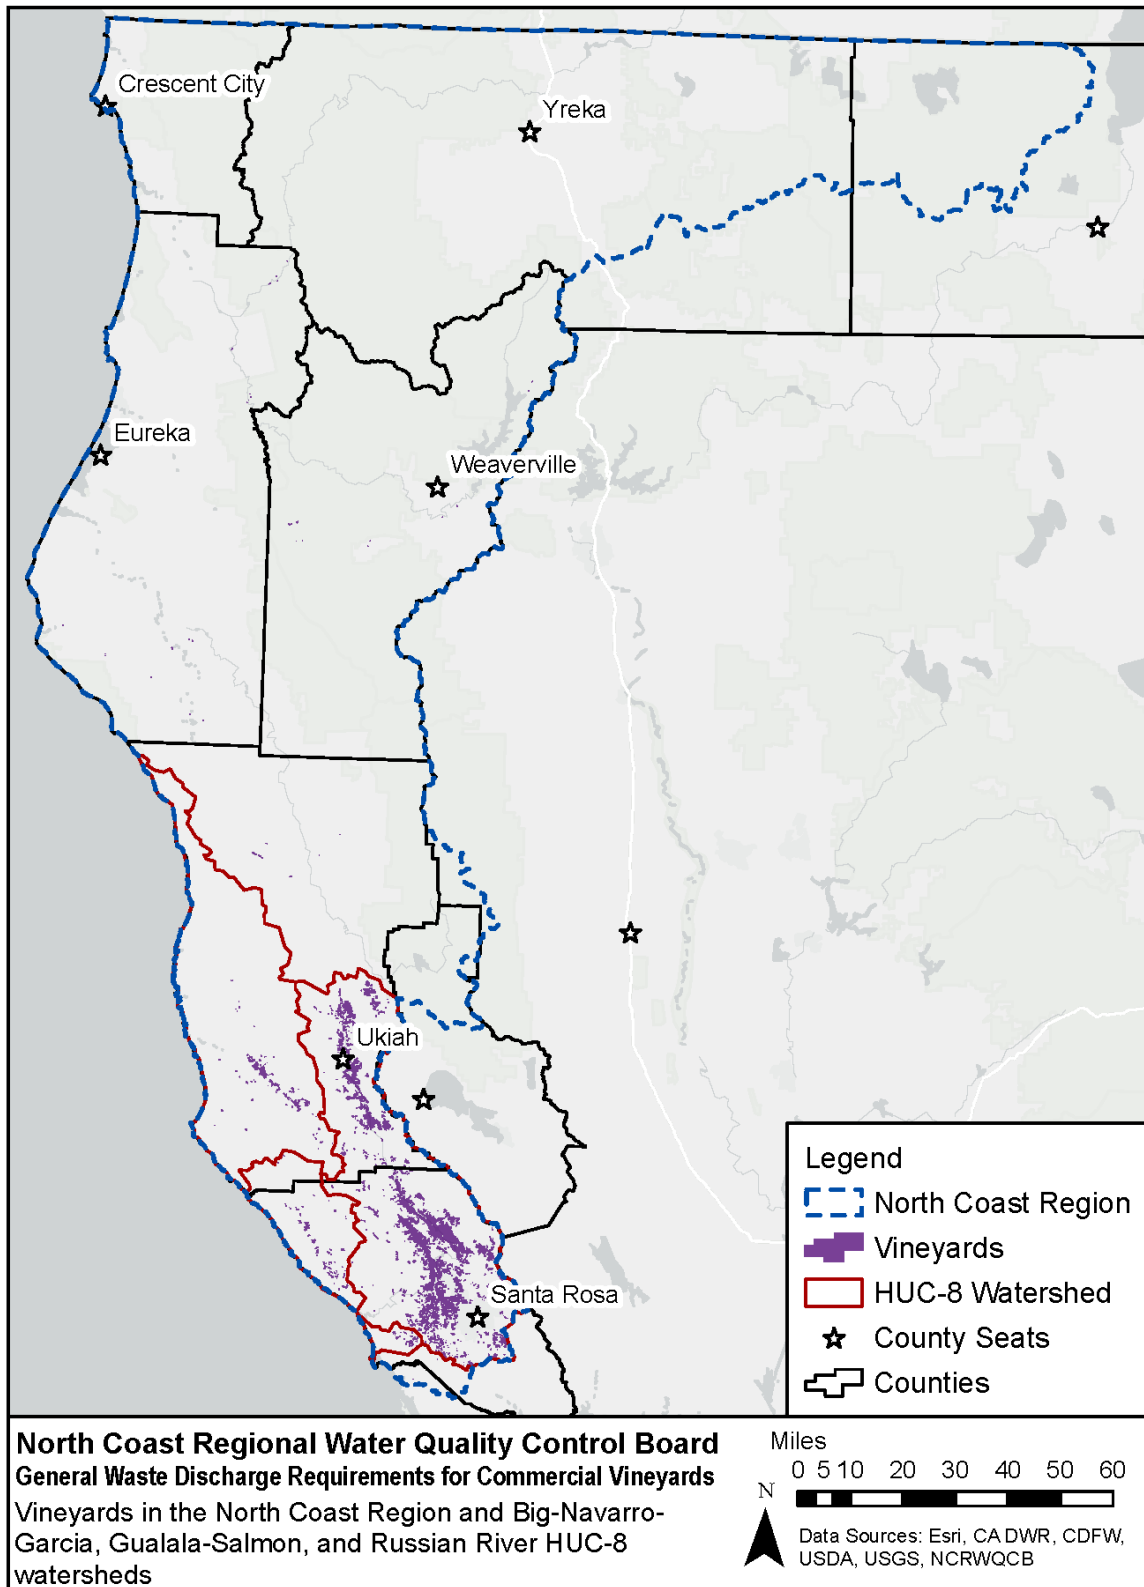 Crescent City
Yreka
Eureka
Weaverville
Ukiah
Santa Rosa
Legend
North Coast Region
Vineyards
HUC-8 Watershed
County Seats
Counties
North Coast Regional Water Quality Control Board
General Waste Discharge Requirements for Commercial Vineyards
Vineyards in the North Coast Region and Big-Navarro-
Garcia, Gualala-Salmon, and Russian River HUC-8
watersheds
Miles
0 5 10 20 30 40 50 60
N
Data Sources: Esri, CA DWR, CDFW,
USDA, USGS, NCRWQCB